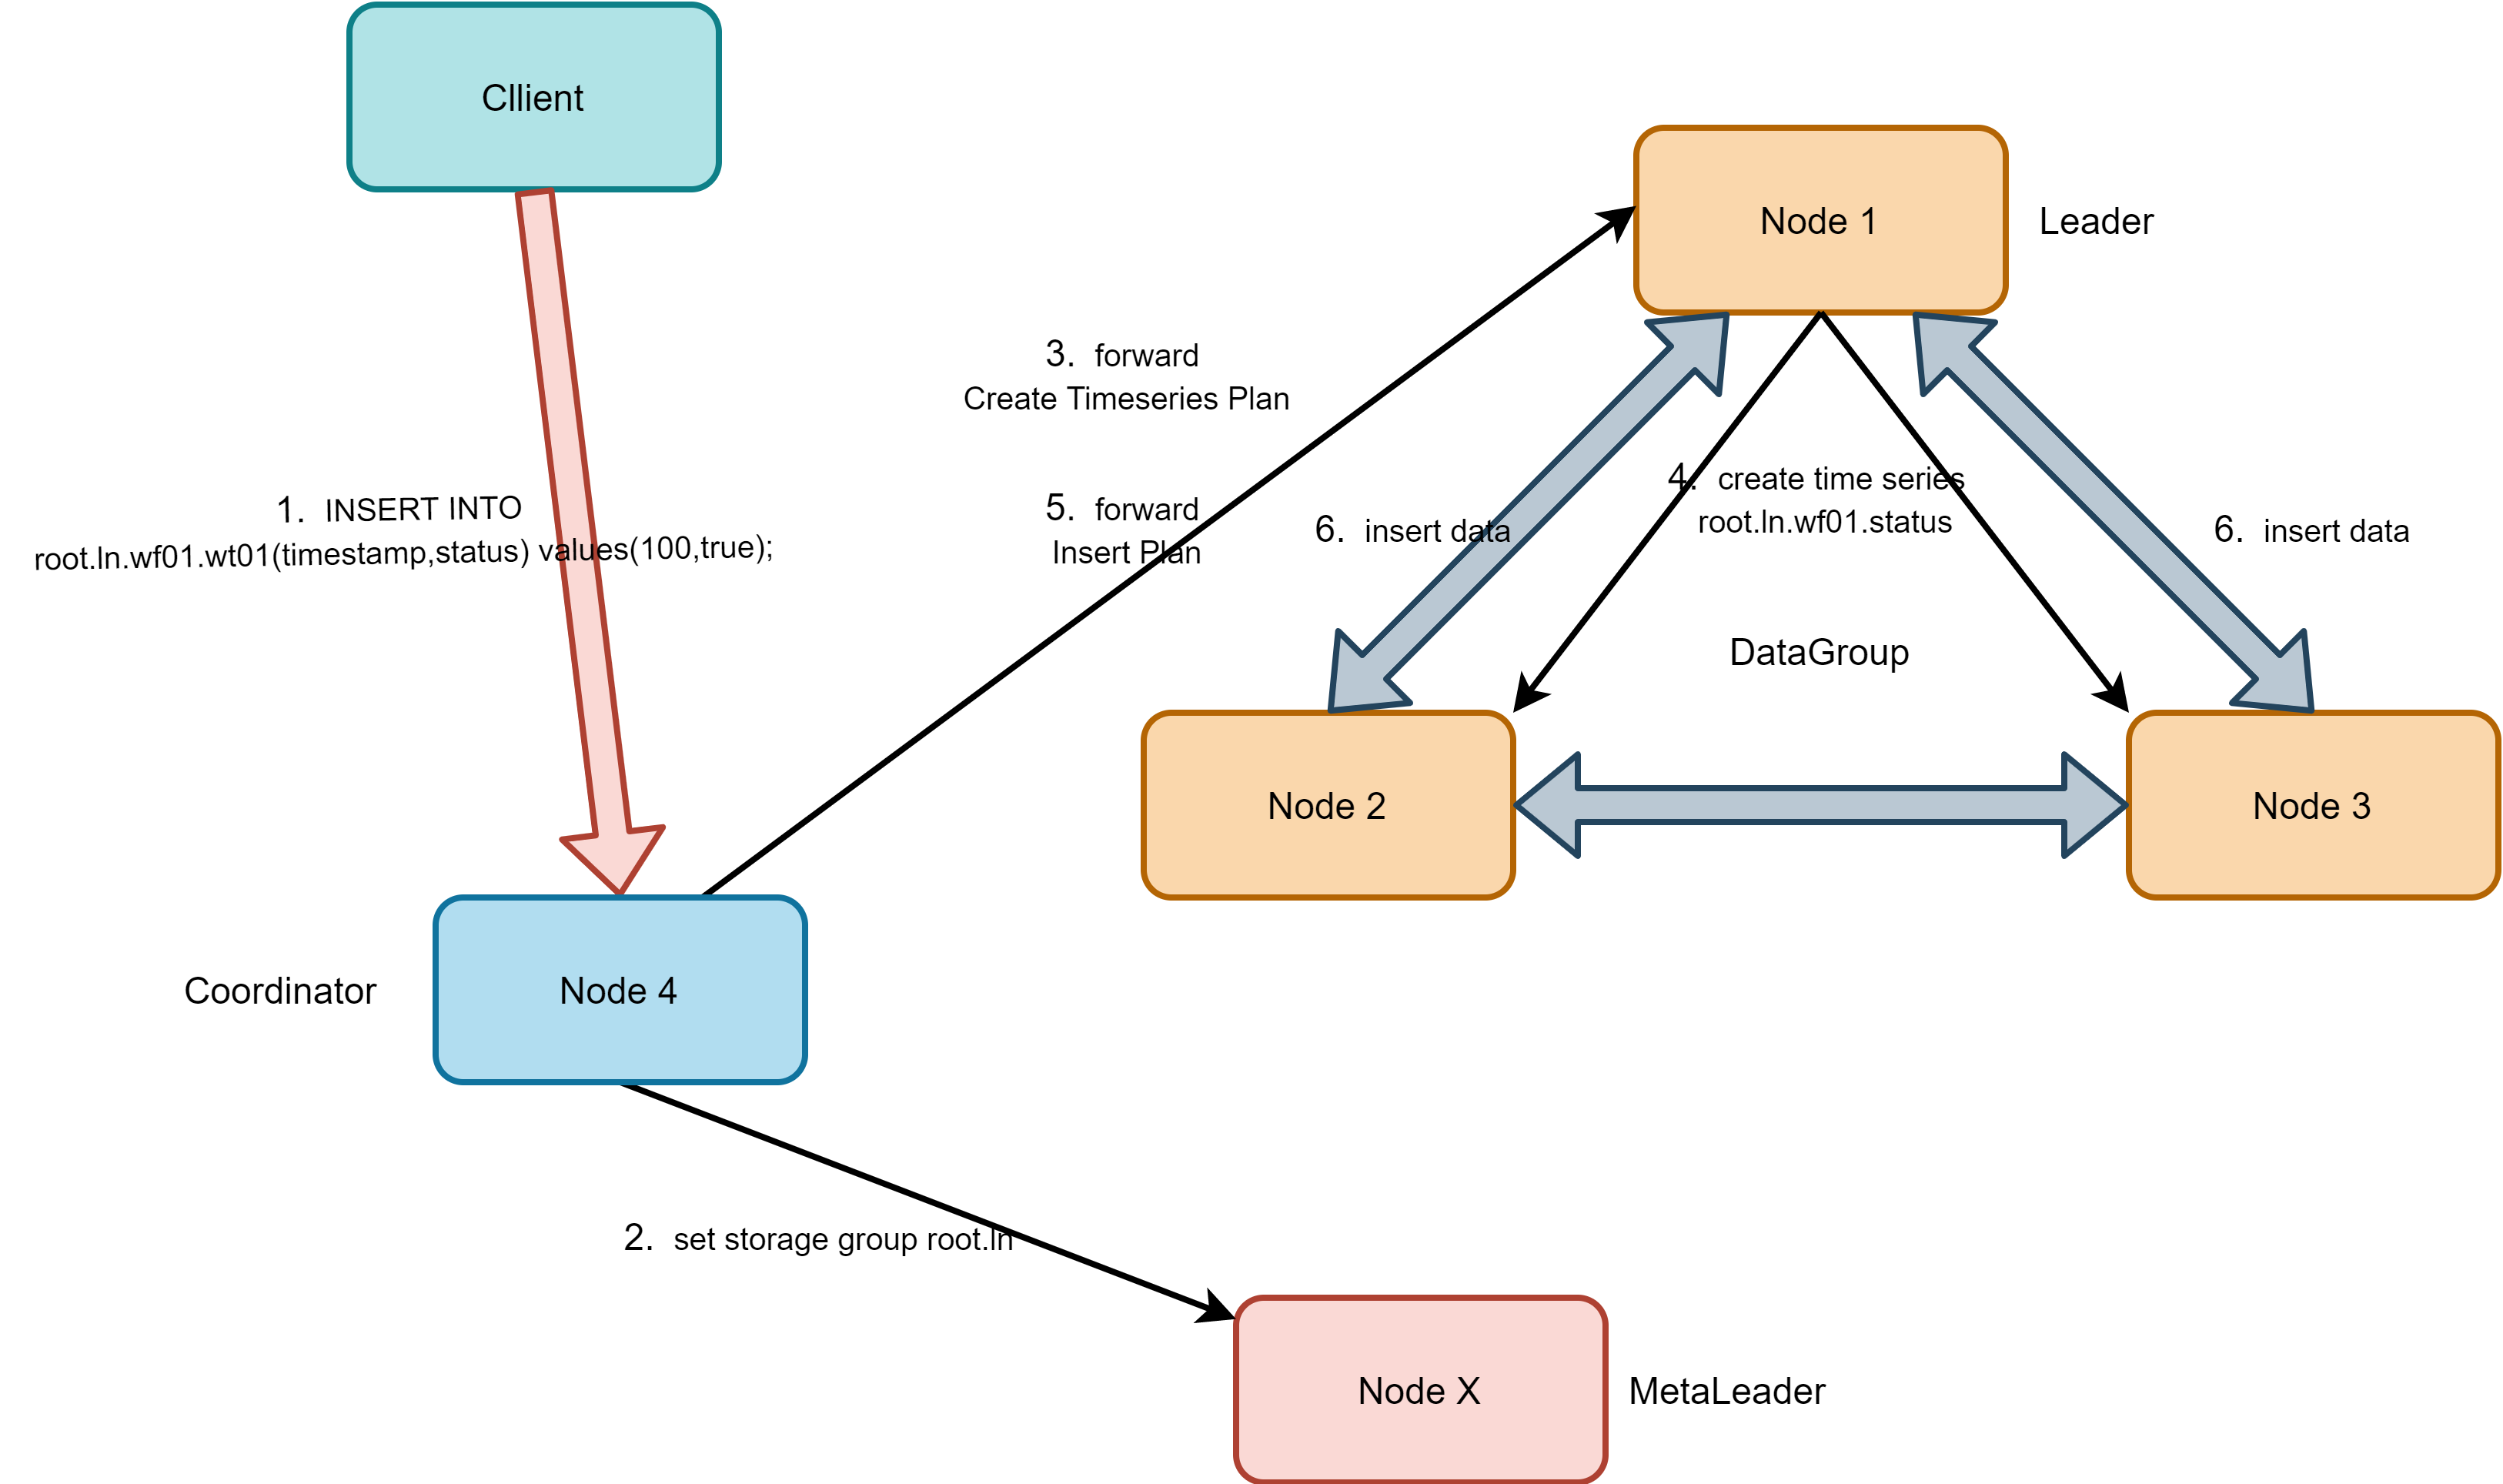 Cllient
Node 1
Leader
3. forward
Create Timeseries Plan
1. INSERT INTO
root.ln.wf01.wt01(timestamp,status) values(100,true);
5. forward
Insert Plan
6. insert data
4. create time series
root.ln.wf01.status
6. insert data
DataGroup
Node 2
Node 3
Coordinator
Node 4
2. set storage group root.ln
Node X
MetaLeader